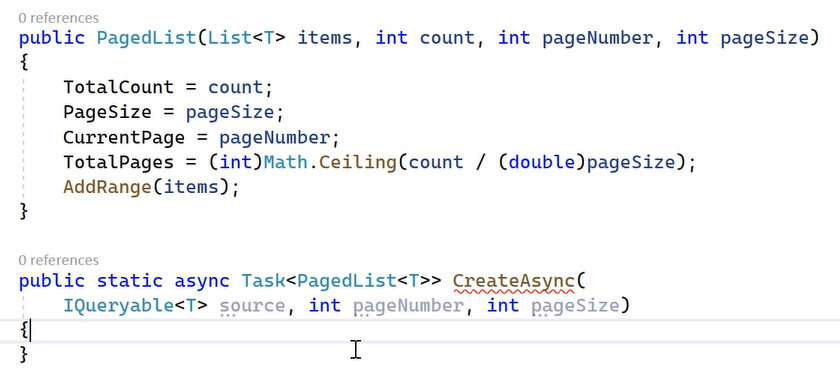 0 references
public PagedList(List<T> items, int count, int pageNumber, int pageSize)
{
    TotalCount = count;
    PageSize = pageSize;
    CurrentPage = pageNumber;
    TotalPages = (int)Math.Ceiling(count / (double)pageSize);
    AddRange(items);
}
0 references
public static async Task<PagedList<T>> CreateAsync(
    IQueryable<T> source, int pageNumber, int pageSize)
{
}